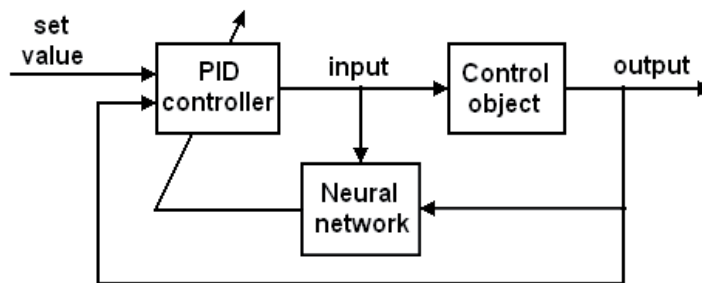 set
value
PID
controller
input
Control
object
output
Neural
network